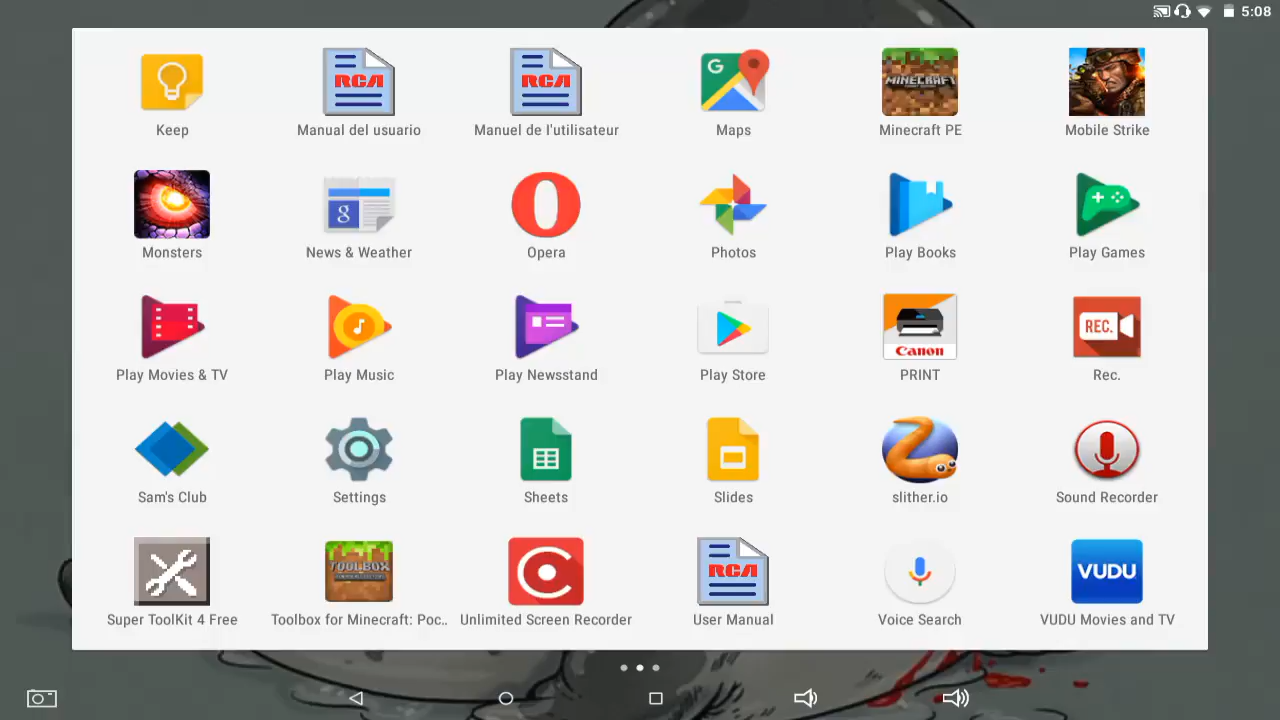 5:08
RCA
RCA
G
MINECRAFT
Keep
Manual del usuario
Manuel de l'utilisateur
Maps
Minecraft PE
Mobile Strike
g
Monsters
News & Weather
Opera
Photos
Play Books
Play Games
Canon
REC.
Play Movies & TV
Play Music
Play Newsstand
Play Store
PRINT
Rec.
Sam's Club
Settings
Sheets
Slides
slither.io
Sound Recorder
TOOLBOX
RCA
VUDU
Super ToolKit 4 Free
Toolbox for Minecraft: Poc..
Unlimited Screen Recorder
User Manual
Voice Search
VUDU Movies and TV